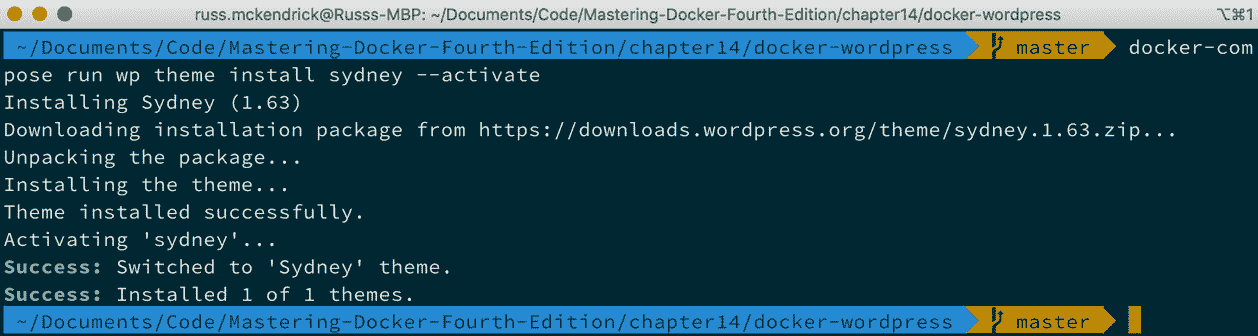 russ.mckendrick@Russs-MBP: ~/Documents/Code/Mastering-Docker-Fourth-Edition/chapter14/docker-wordpress ⌥⌘1
~/Documents/Code/Mastering-Docker-Fourth-Edition/chapter14/docker-wordpress master docker-com
pose run wp theme install sydney --activate
Installing Sydney (1.63)
Downloading installation package from https://downloads.wordpress.org/theme/sydney.1.63.zip...
Unpacking the package...
Installing the theme...
Theme installed successfully.
Activating 'sydney'...
Success: Switched to 'Sydney' theme.
Success: Installed 1 of 1 themes.
~/Documents/Code/Mastering-Docker-Fourth-Edition/chapter14/docker-wordpress master